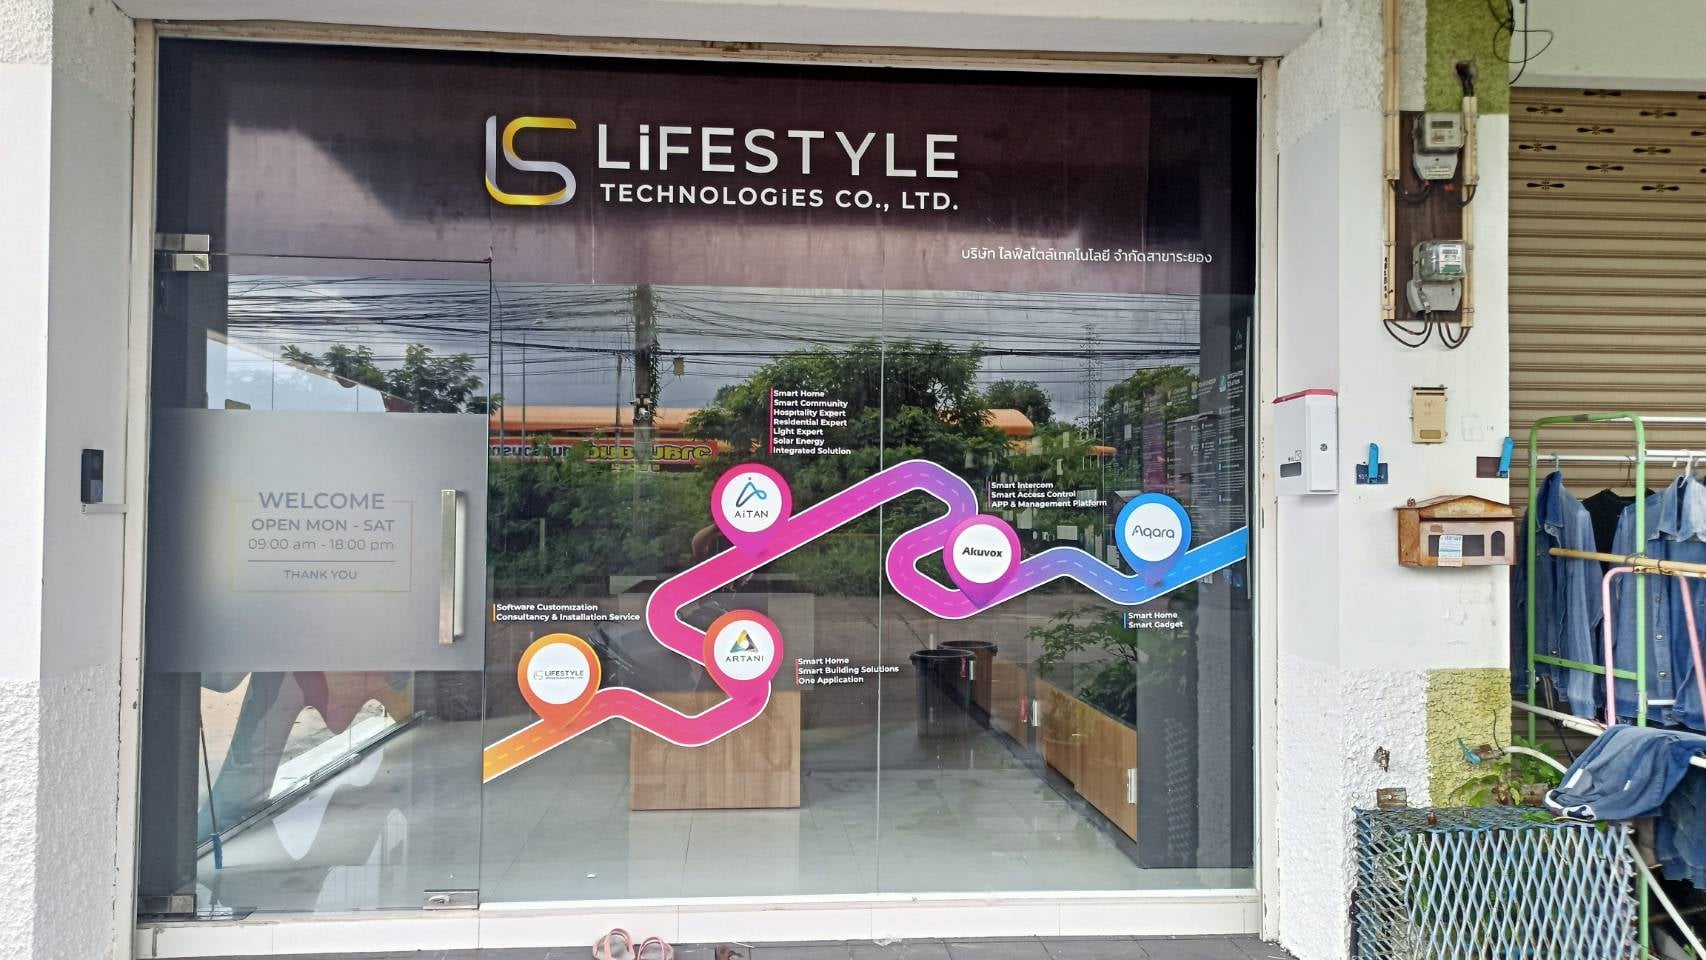 LS LiFESTYLE
TECHNOLOGiES CO., LTD.
บริษัท ไลฟ์สไตล์เทคโนโลยี จำกัดสาขาระยอง
WELCOME
OPEN MON - SAT
09:00 am - 18:00 pm
THANK YOU
Smart Home
Smart Community
Hospitality Expert
Residential Expert
Light Expert
Solar Energy
Integrated Solution
AiTAN
Smart Intercom
Smart Access Control
APP & Management Platform
Akuvox
Aqara
Smart Home
Smart Gadget
Software Customization
Consultancy & Installation Service
LS LIFESTYLE
ARTANI
Smart Home
Smart Building Solutions
One Application